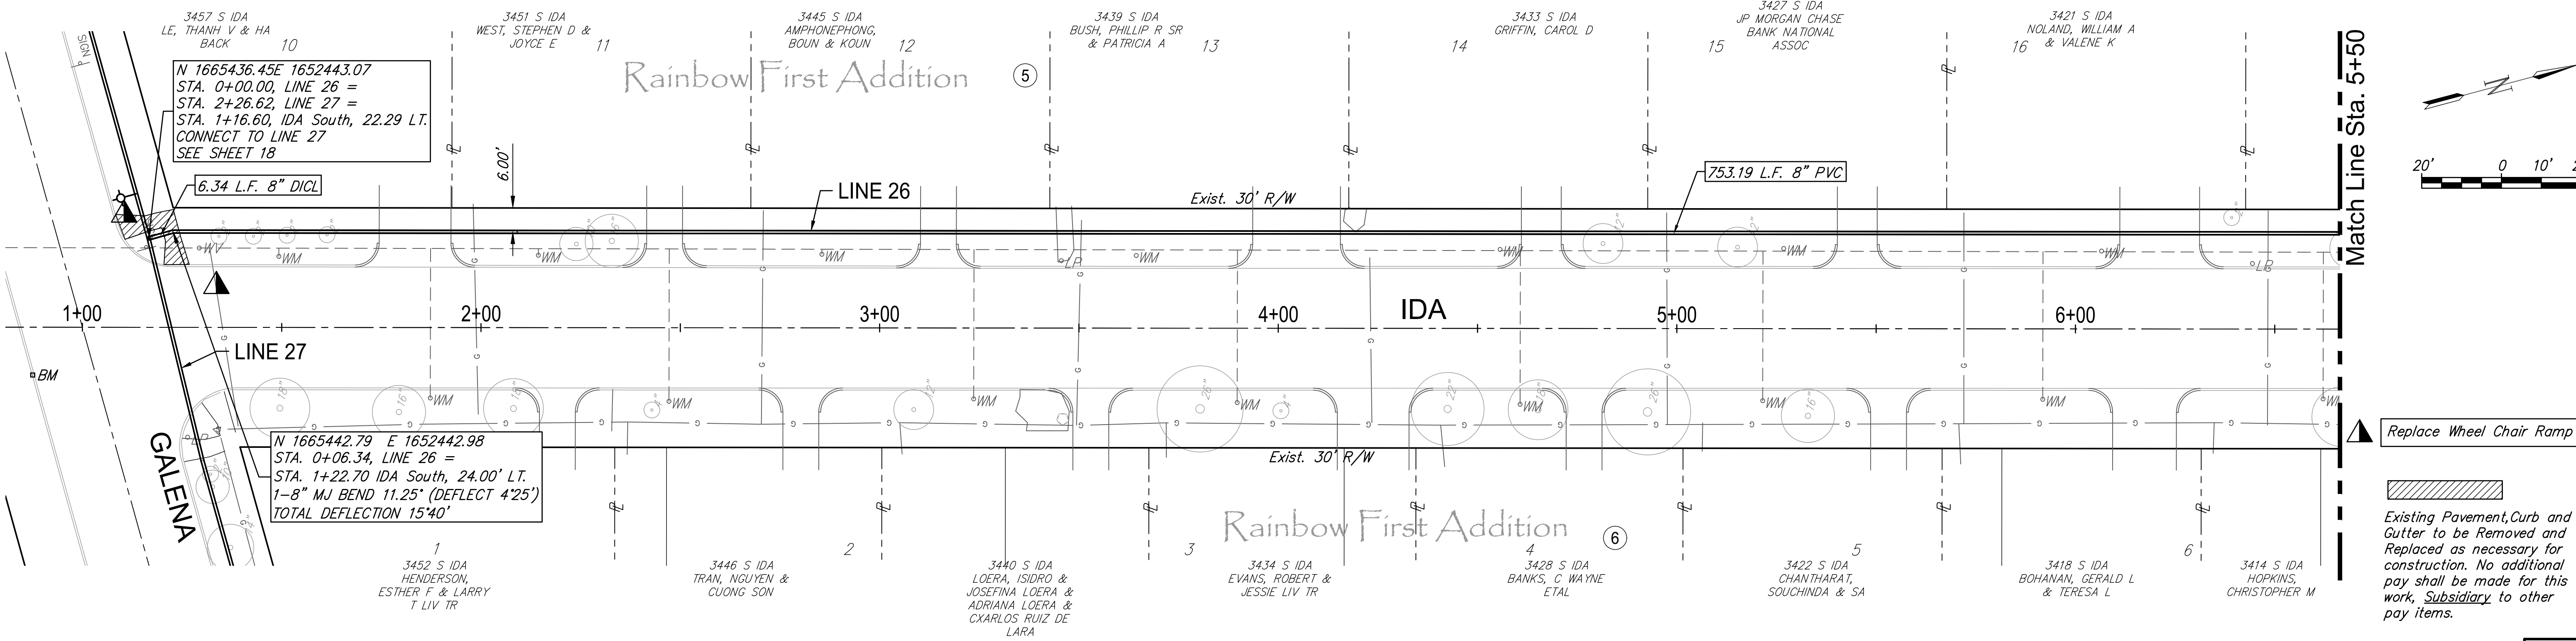 3457 S IDA
LE, THANH V & HA
BACK
10
3451 S IDA
WEST, STEPHEN D &
JOYCE E
11
3445 S IDA
AMPHONEPHONG,
BOUN & KOUN
12
3439 S IDA
BUSH, PHILLIP R SR
& PATRICIA A
13
3433 S IDA
GRIFFIN, CAROL D
14
3427 S IDA
JP MORGAN CHASE
BANK NATIONAL
ASSOC
15
3421 S IDA
NOLAND, WILLIAM A
& VALENE K
16
SIGN
Rainbow First Addition
5
N 1665436.45E 1652443.07
STA. 0+00.00, LINE 26 =
STA. 2+26.62, LINE 27 =
STA. 1+16.60, IDA South, 22.29 LT.
CONNECT TO LINE 27
SEE SHEET 18
6.34 L.F. 8" DICL
6.00'
LINE 26
Exist. 30' R/W
753.19 L.F. 8" PVC
Match Line Sta. 5+50
N
20'
0
10'
WV
WM
WM
WM
LP
WM
WM
WM
WM
LP
1+00
2+00
3+00
4+00
IDA
5+00
6+00
LINE 27
BM
GALENA
18"
16"
18"
WM
4"
WM
12"
WM
26"
WM
4"
22"
WM
18"
26"
WM
16"
WM
N 1665442.79 E 1652442.98
STA. 0+06.34, LINE 26 =
STA. 1+22.70 IDA South, 24.00' LT.
1-8" MJ BEND 11.25° (DEFLECT 4°25')
TOTAL DEFLECTION 15°40'
Exist. 30' R/W
Rainbow First Addition
6
1
3452 S IDA
HENDERSON,
ESTHER F & LARRY
T LIV TR
2
3446 S IDA
TRAN, NGUYEN &
CUONG SON
3440 S IDA
LOERA, ISIDRO &
JOSEFINA LOERA &
ADRIANA LOERA &
CXARLOS RUIZ DE
LARA
3
3434 S IDA
EVANS, ROBERT &
JESSIE LIV TR
4
3428 S IDA
BANKS, C WAYNE
ETAL
5
3422 S IDA
CHANTHARAT,
SOUCHINDA & SA
3418 S IDA
BOHANAN, GERALD L
& TERESA L
6
3414 S IDA
HOPKINS,
CHRISTOPHER M
Replace Wheel Chair Ramp
Existing Pavement,Curb and
Gutter to be Removed and
Replaced as necessary for
construction. No additional
pay shall be made for this
work, Subsidiary to other
pay items.